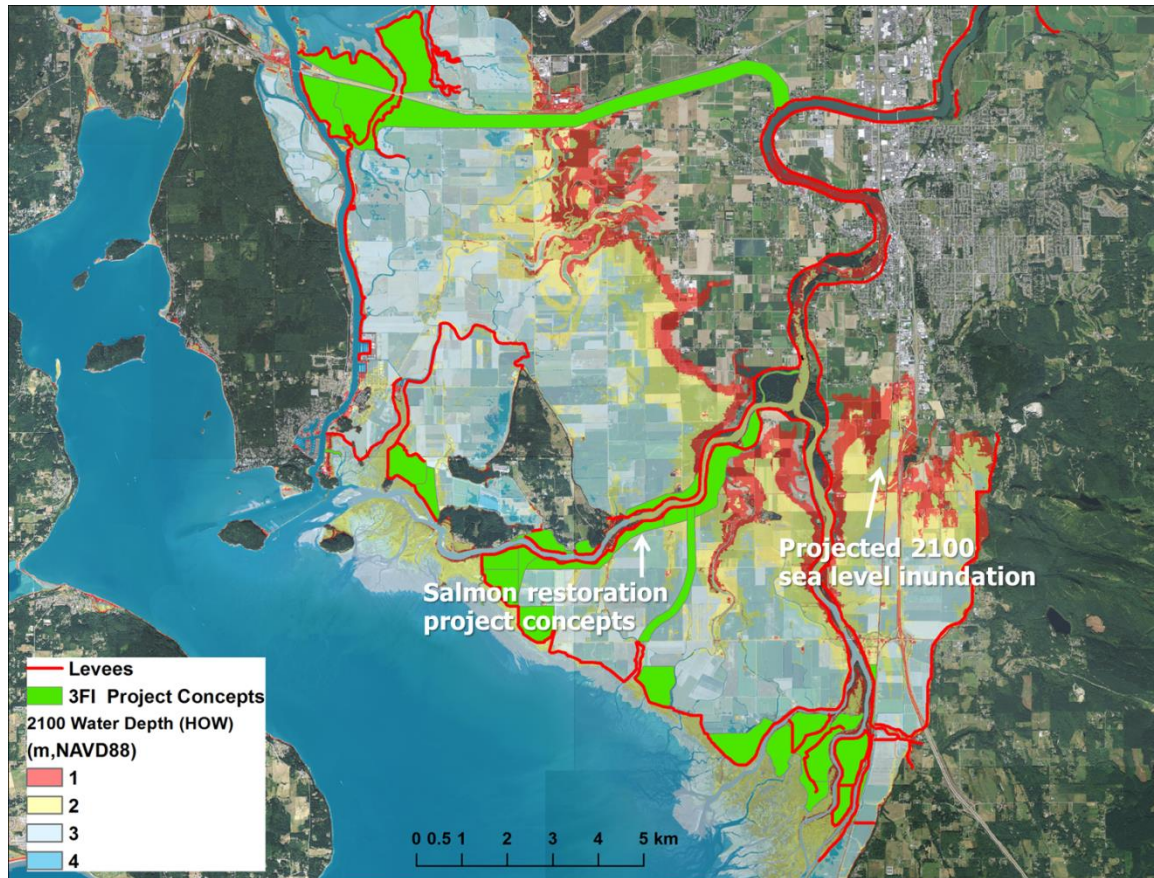 Salmon restoration
project concepts
Projected 2100
sea level inundation
Levees
3FI  Project Concepts
2100 Water Depth (HOW)
(m,NAVD88)
1
2
3
4
0 0.5 1 2 3 4 5 km